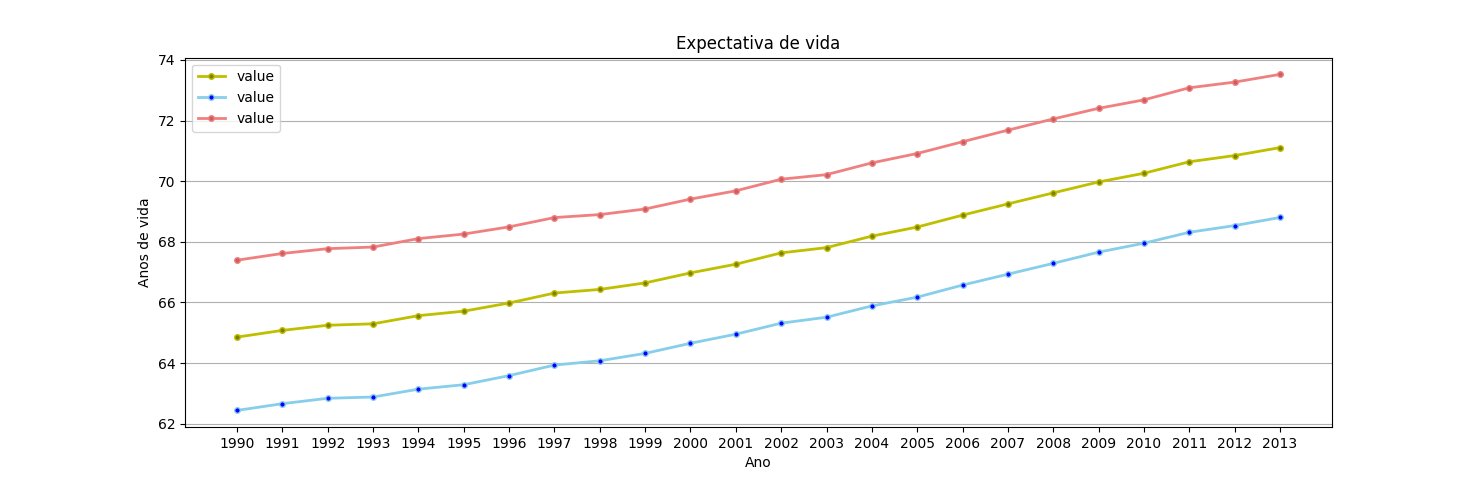 Expectativa de vida
value
value
value
Anos de vida
74
72
70
68
66
64
62
1990 1991 1992 1993 1994 1995 1996 1997 1998 1999 2000 2001 2002 2003 2004 2005 2006 2007 2008 2009 2010 2011 2012 2013
Ano